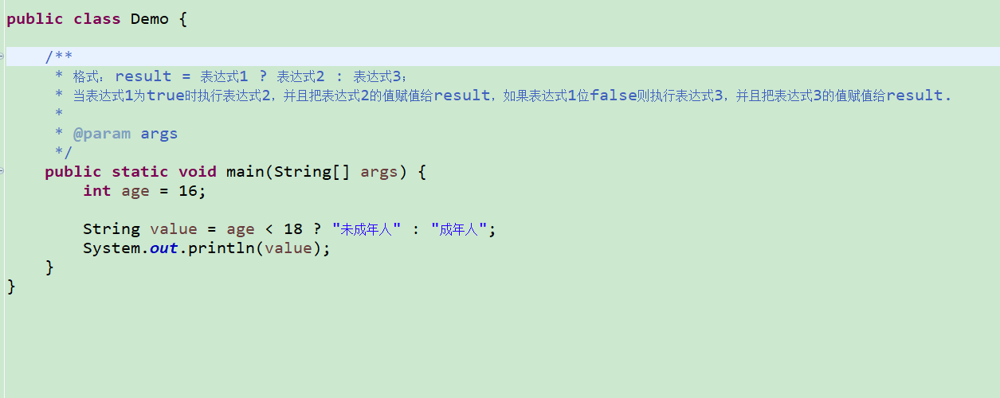 public class Demo {
/**
* 格式：result = 表达式1 ? 表达式2 : 表达式3；
* 当表达式1为true时执行表达式2，并且把表达式2的值赋值给result，如果表达式1位false则执行表达式3，并且把表达式3的值赋值给result.
*
* @param args
*/
public static void main(String[] args) {
int age = 16;
String value = age < 18 ? "未成年人" : "成年人";
System.out.println(value);
}
}